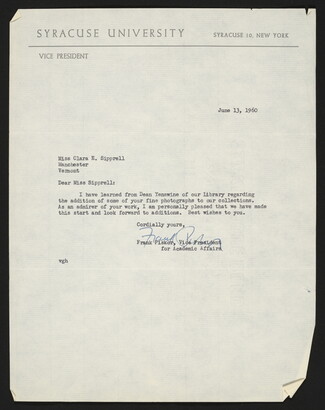 SYRACUSE UNIVERSITY SYRACUSE 10, NEW YORK
VICE PRESIDENT
June 13, 1960
Miss Clara E. Sipprell
Manchester
Vermont
Dear Miss Sipprell:
I have learned from Dean Yenawine of our Library regarding
the addition of some of your fine photographs to our collections.
As an admirer of your work, I am personally pleased that we have made
this start and look forward to additions. Best wishes to you.
Cordially yours,
Frank Piskor, Vice President
for Academic Affairs
vgh